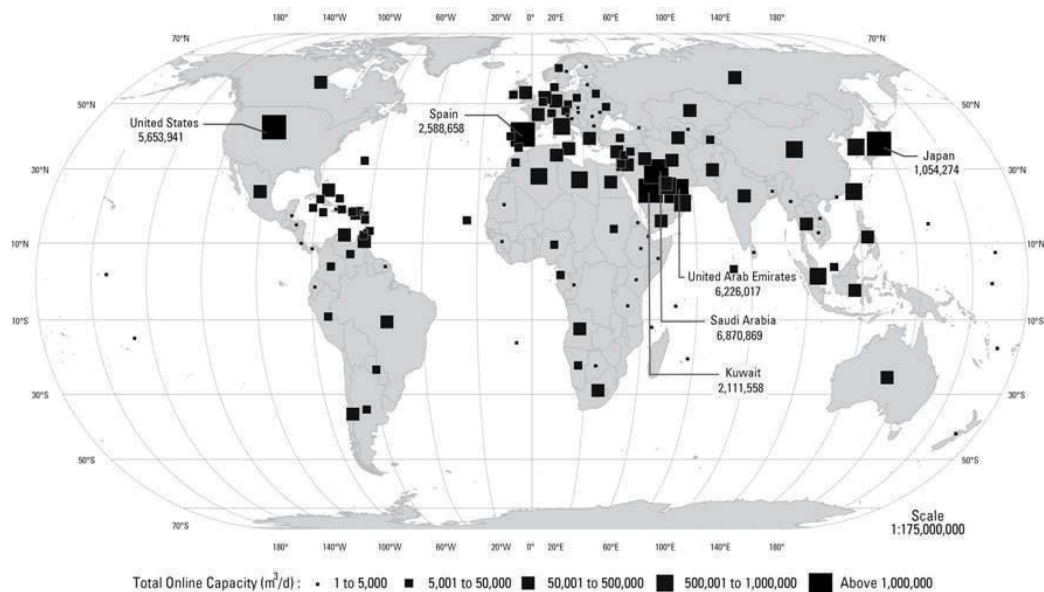 180° 140°W 100°W 60°W 20°W 0° 20°E 60°E 100°E 140°E 180°
70°N 70°N
50°N 50°N
United States
5,653,941
Spain
2,588,658
Japan
1,054,274
30°N 30°N
10°N 10°N
United Arab Emirates
6,226,017
10°S 10°S
Saudi Arabia
6,870,869
Kuwait
2,111,558
30°S 30°S
50°S 50°S
70°S 70°S
Scale
1:175,000,000
180° 140°W 100°W 60°W 20°W 0° 20°E 60°E 100°E 140°E 180°
Total Online Capacity (m³/d) : 1 to 5,000 5,001 to 50,000 50,001 to 500,000 500,001 to 1,000,000 Above 1,000,000